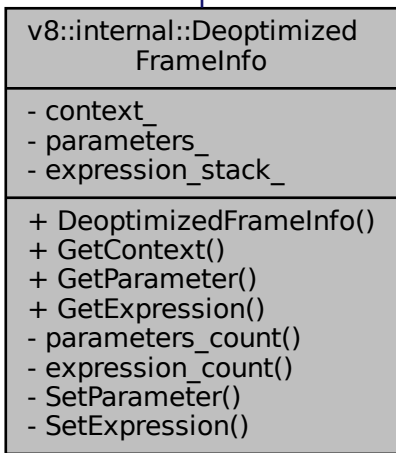 v8::internal::Deoptimized
FrameInfo
- context_
- parameters_
- expression_stack_
+ DeoptimizedFrameInfo()
+ GetContext()
+ GetParameter()
+ GetExpression()
- parameters_count()
- expression_count()
- SetParameter()
- SetExpression()